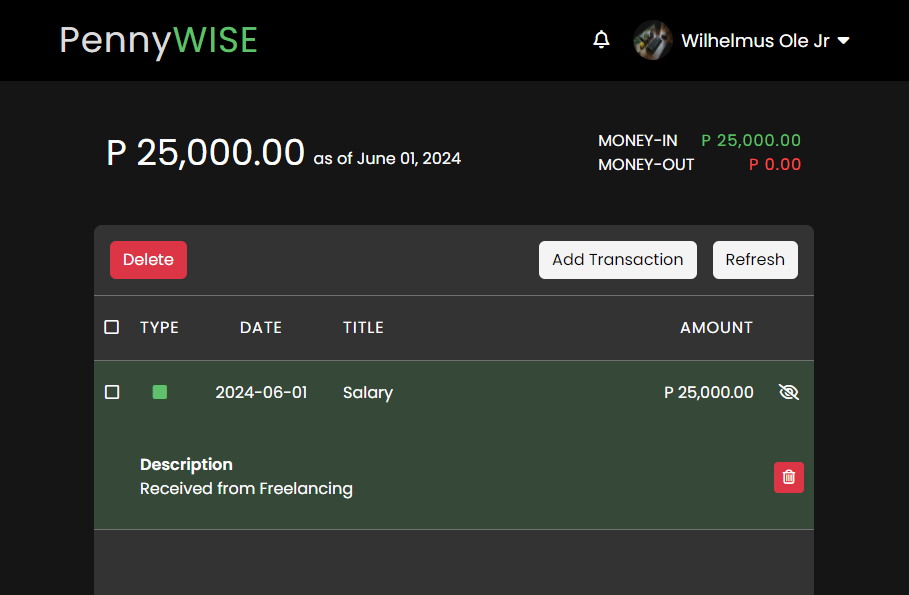 PennyWISE
Wilhelmus Ole Jr
P 25,000.00 as of June 01, 2024
MONEY-IN P 25,000.00
MONEY-OUT P 0.00
Delete
Add Transaction
Refresh
TYPE DATE TITLE AMOUNT
2024-06-01 Salary P 25,000.00
Description
Received from Freelancing